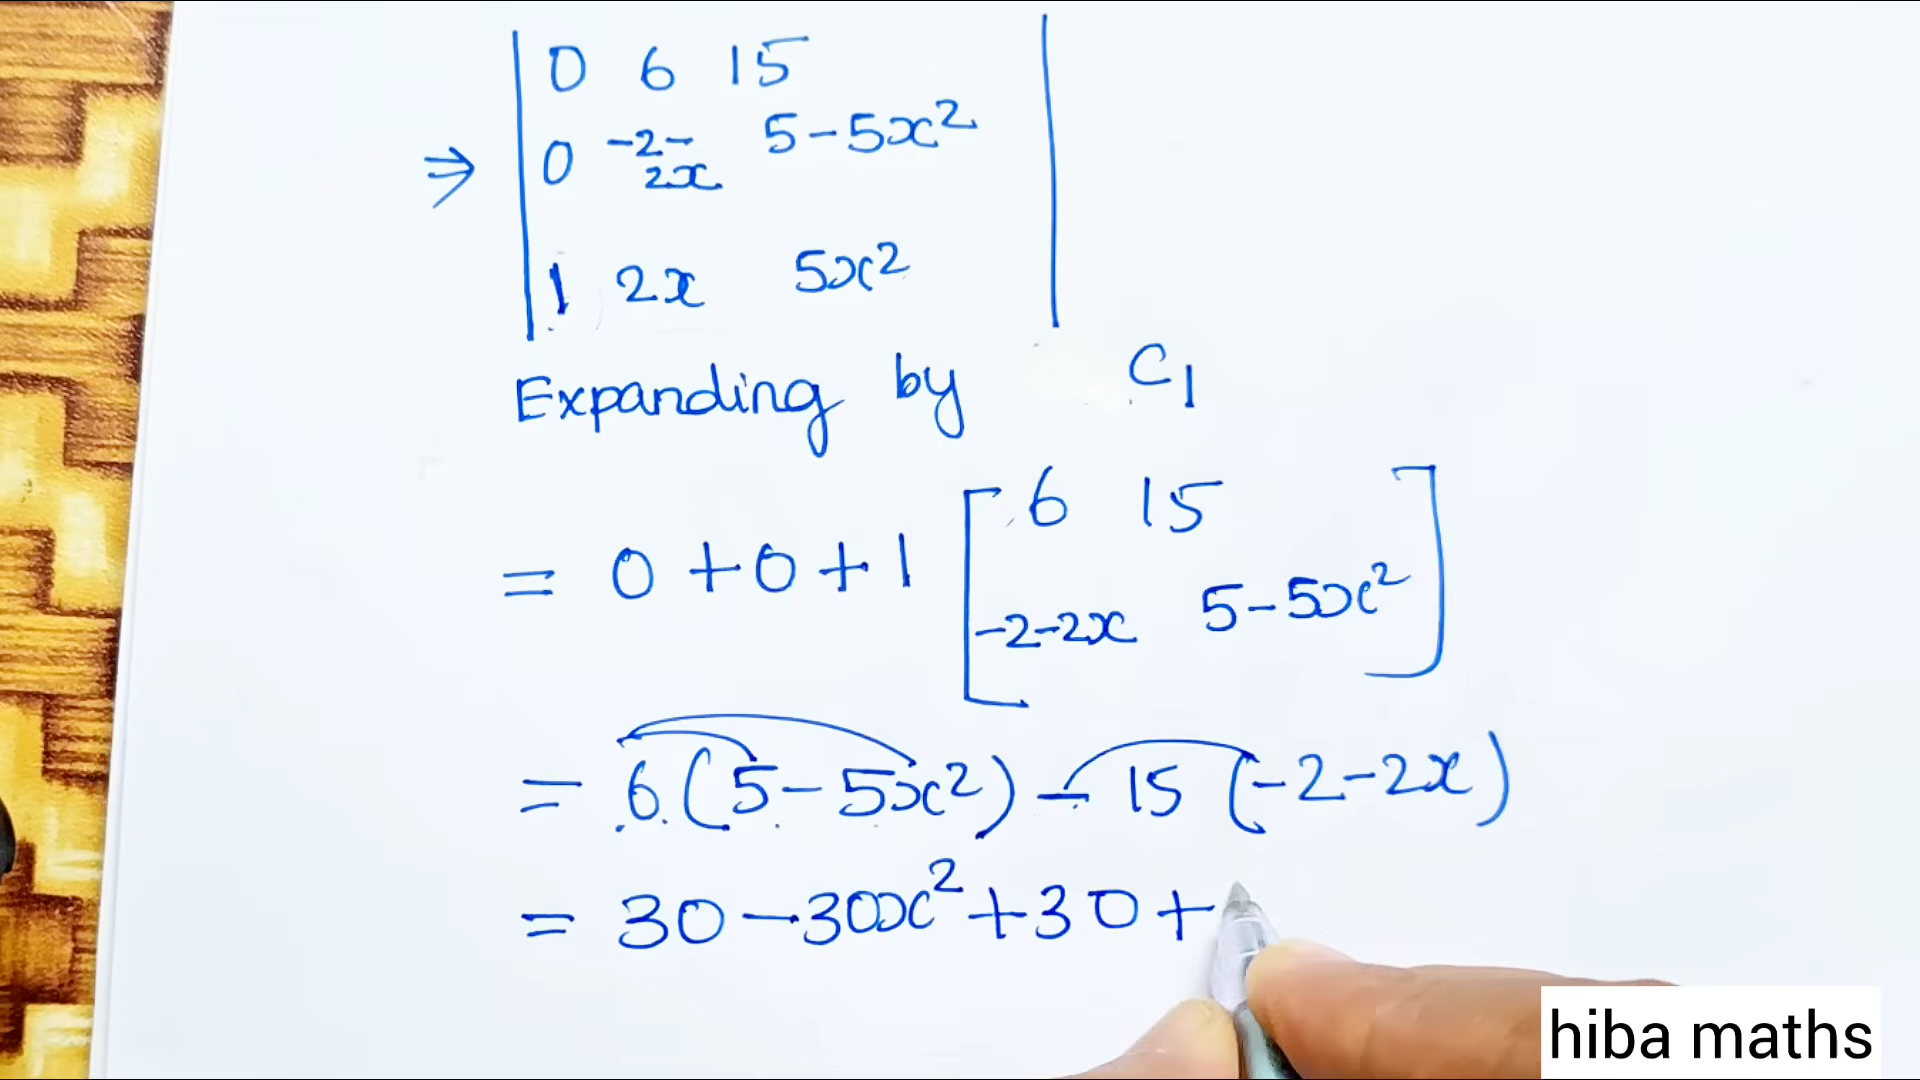 0 6 15
⇒ 0 -2-2x 5-5x²
1 2x 5x²
Expanding by C₁
6 15
= 0+0+1
-2-2x 5-5x²
= 6(5-5x²)-15(-2-2x)
= 30-30x²+30+
hiba maths